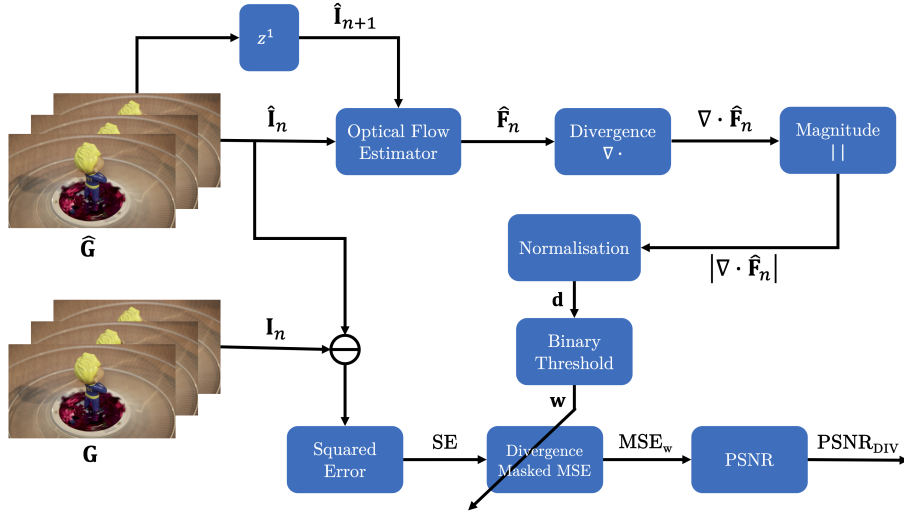 z¹
Î_{n+1}
Î_n
Optical Flow
Estimator
F̂_n
Divergence
∇ ·
∇ · F̂_n
Magnitude
| |
Ĝ
Normalisation
|∇ · F̂_n|
d
I_n
Binary
Threshold
w
G
Squared
Error
SE
Divergence
Masked MSE
MSE_w
PSNR
PSNR_DIV